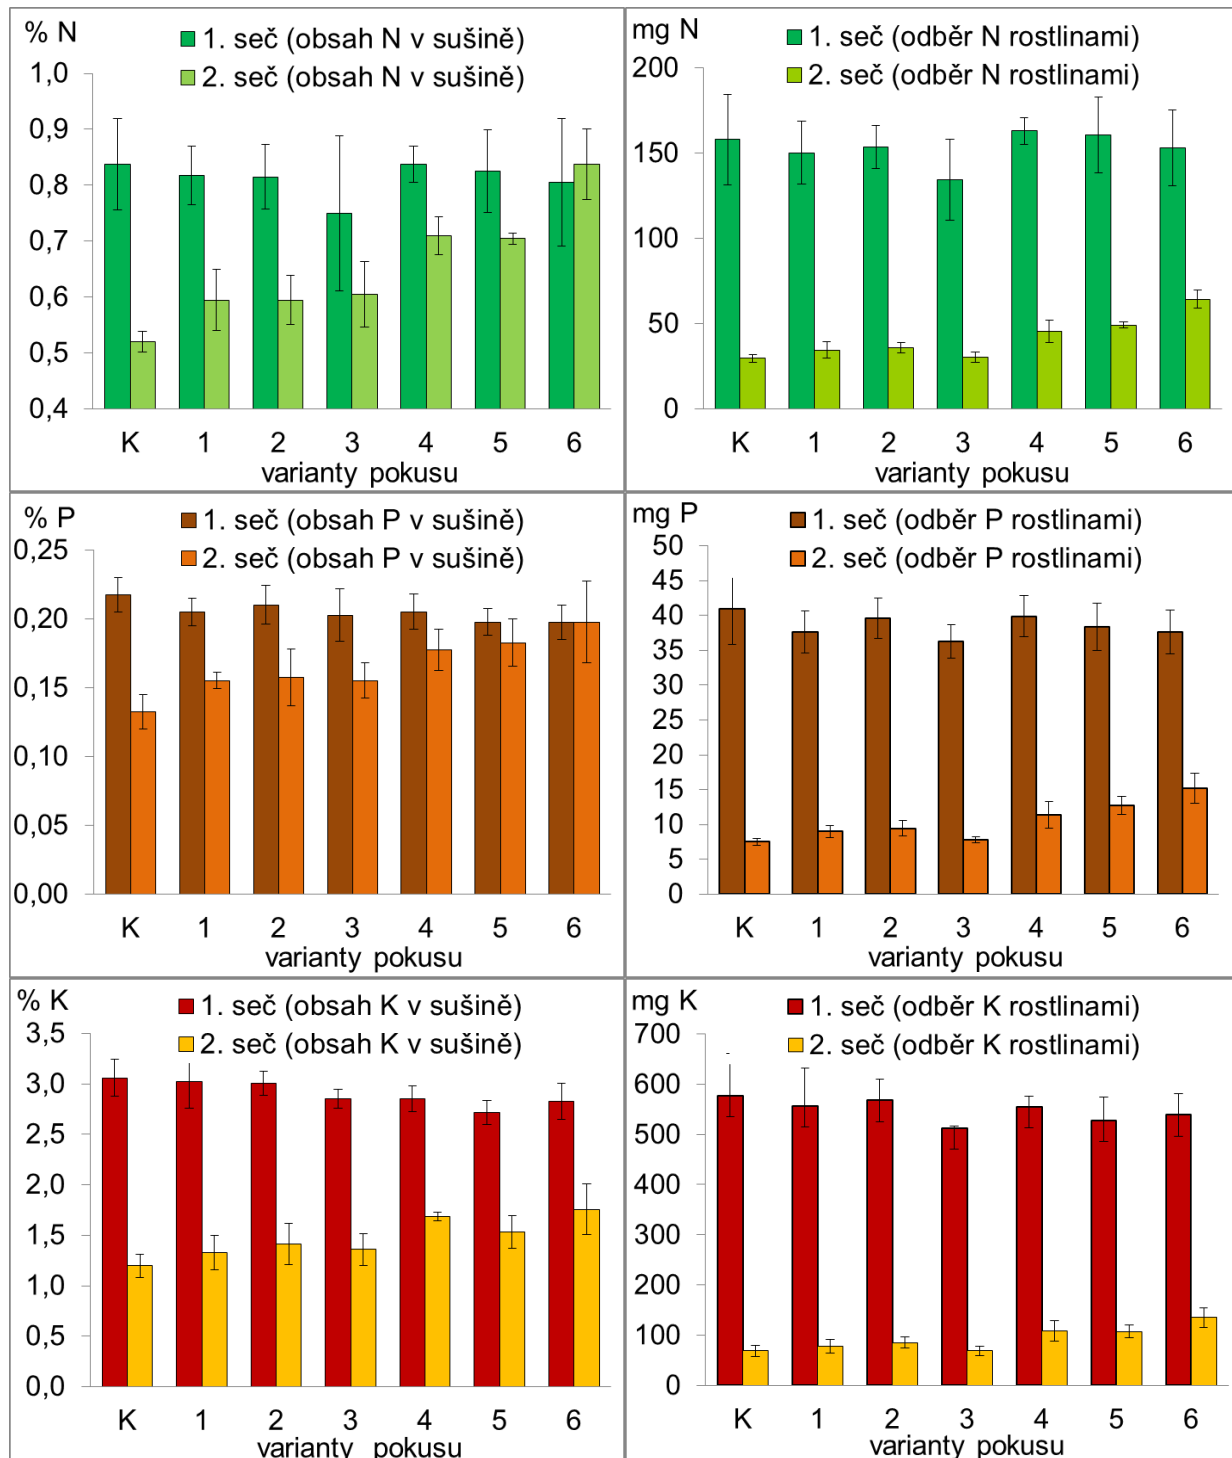 % N
1. seč (obsah N v sušině)
2. seč (obsah N v sušině)
1,0
0,9
0,8
0,7
0,6
0,5
0,4
K 1 2 3 4 5 6
varianty pokusu
mg N
1. seč (odběr N rostlinami)
2. seč (odběr N rostlinami)
200
150
100
50
0
K 1 2 3 4 5 6
varianty pokusu
% P
1. seč (obsah P v sušině)
2. seč (obsah P v sušině)
0,25
0,20
0,15
0,10
0,05
0,00
K 1 2 3 4 5 6
varianty pokusu
mg P
1. seč (odběr P rostlinami)
2. seč (odběr P rostlinami)
50
45
40
35
30
25
20
15
10
5
0
K 1 2 3 4 5 6
varianty pokusu
% K
1. seč (obsah K v sušině)
2. seč (obsah K v sušině)
3,5
3,0
2,5
2,0
1,5
1,0
0,5
0,0
K 1 2 3 4 5 6
varianty pokusu
mg K
1. seč (odběr K rostlinami)
2. seč (odběr K rostlinami)
700
600
500
400
300
200
100
0
K 1 2 3 4 5 6
varianty pokusu